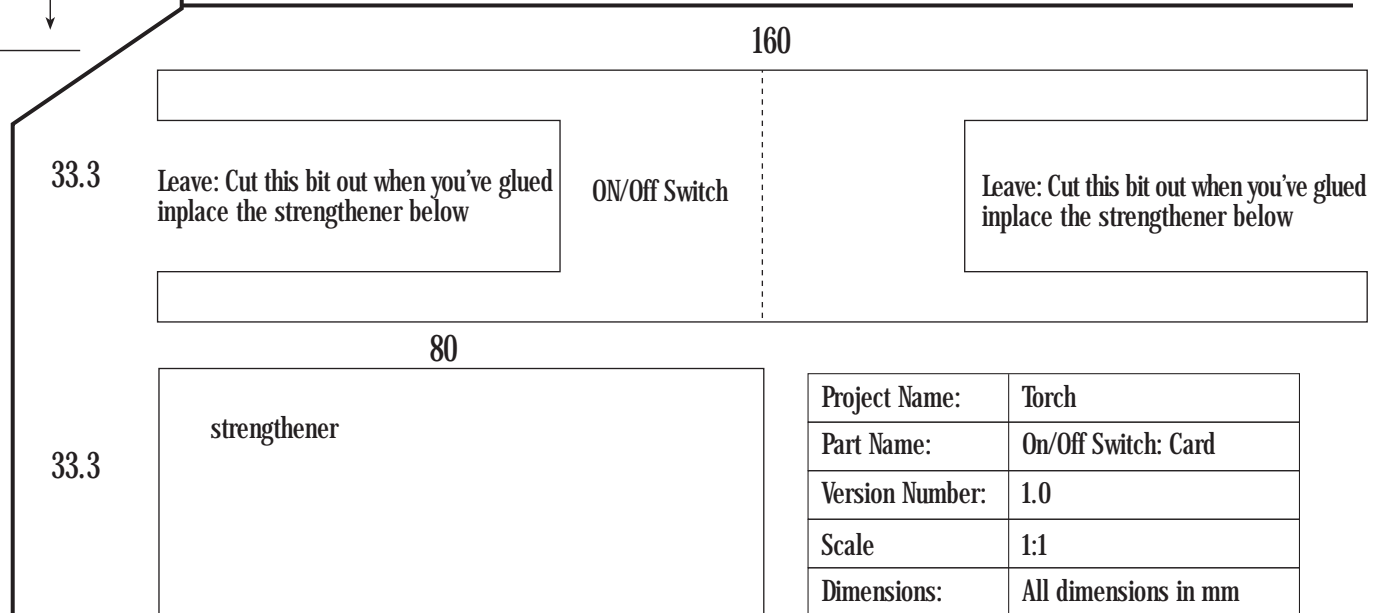 160
33.3
Leave: Cut this bit out when you've glued
inplace the strengthener below
ON/Off Switch
Leave: Cut this bit out when you've glued
inplace the strengthener below
80
33.3
strengthener
Project Name: Torch
Part Name: On/Off Switch: Card
Version Number: 1.0
Scale 1:1
Dimensions: All dimensions in mm